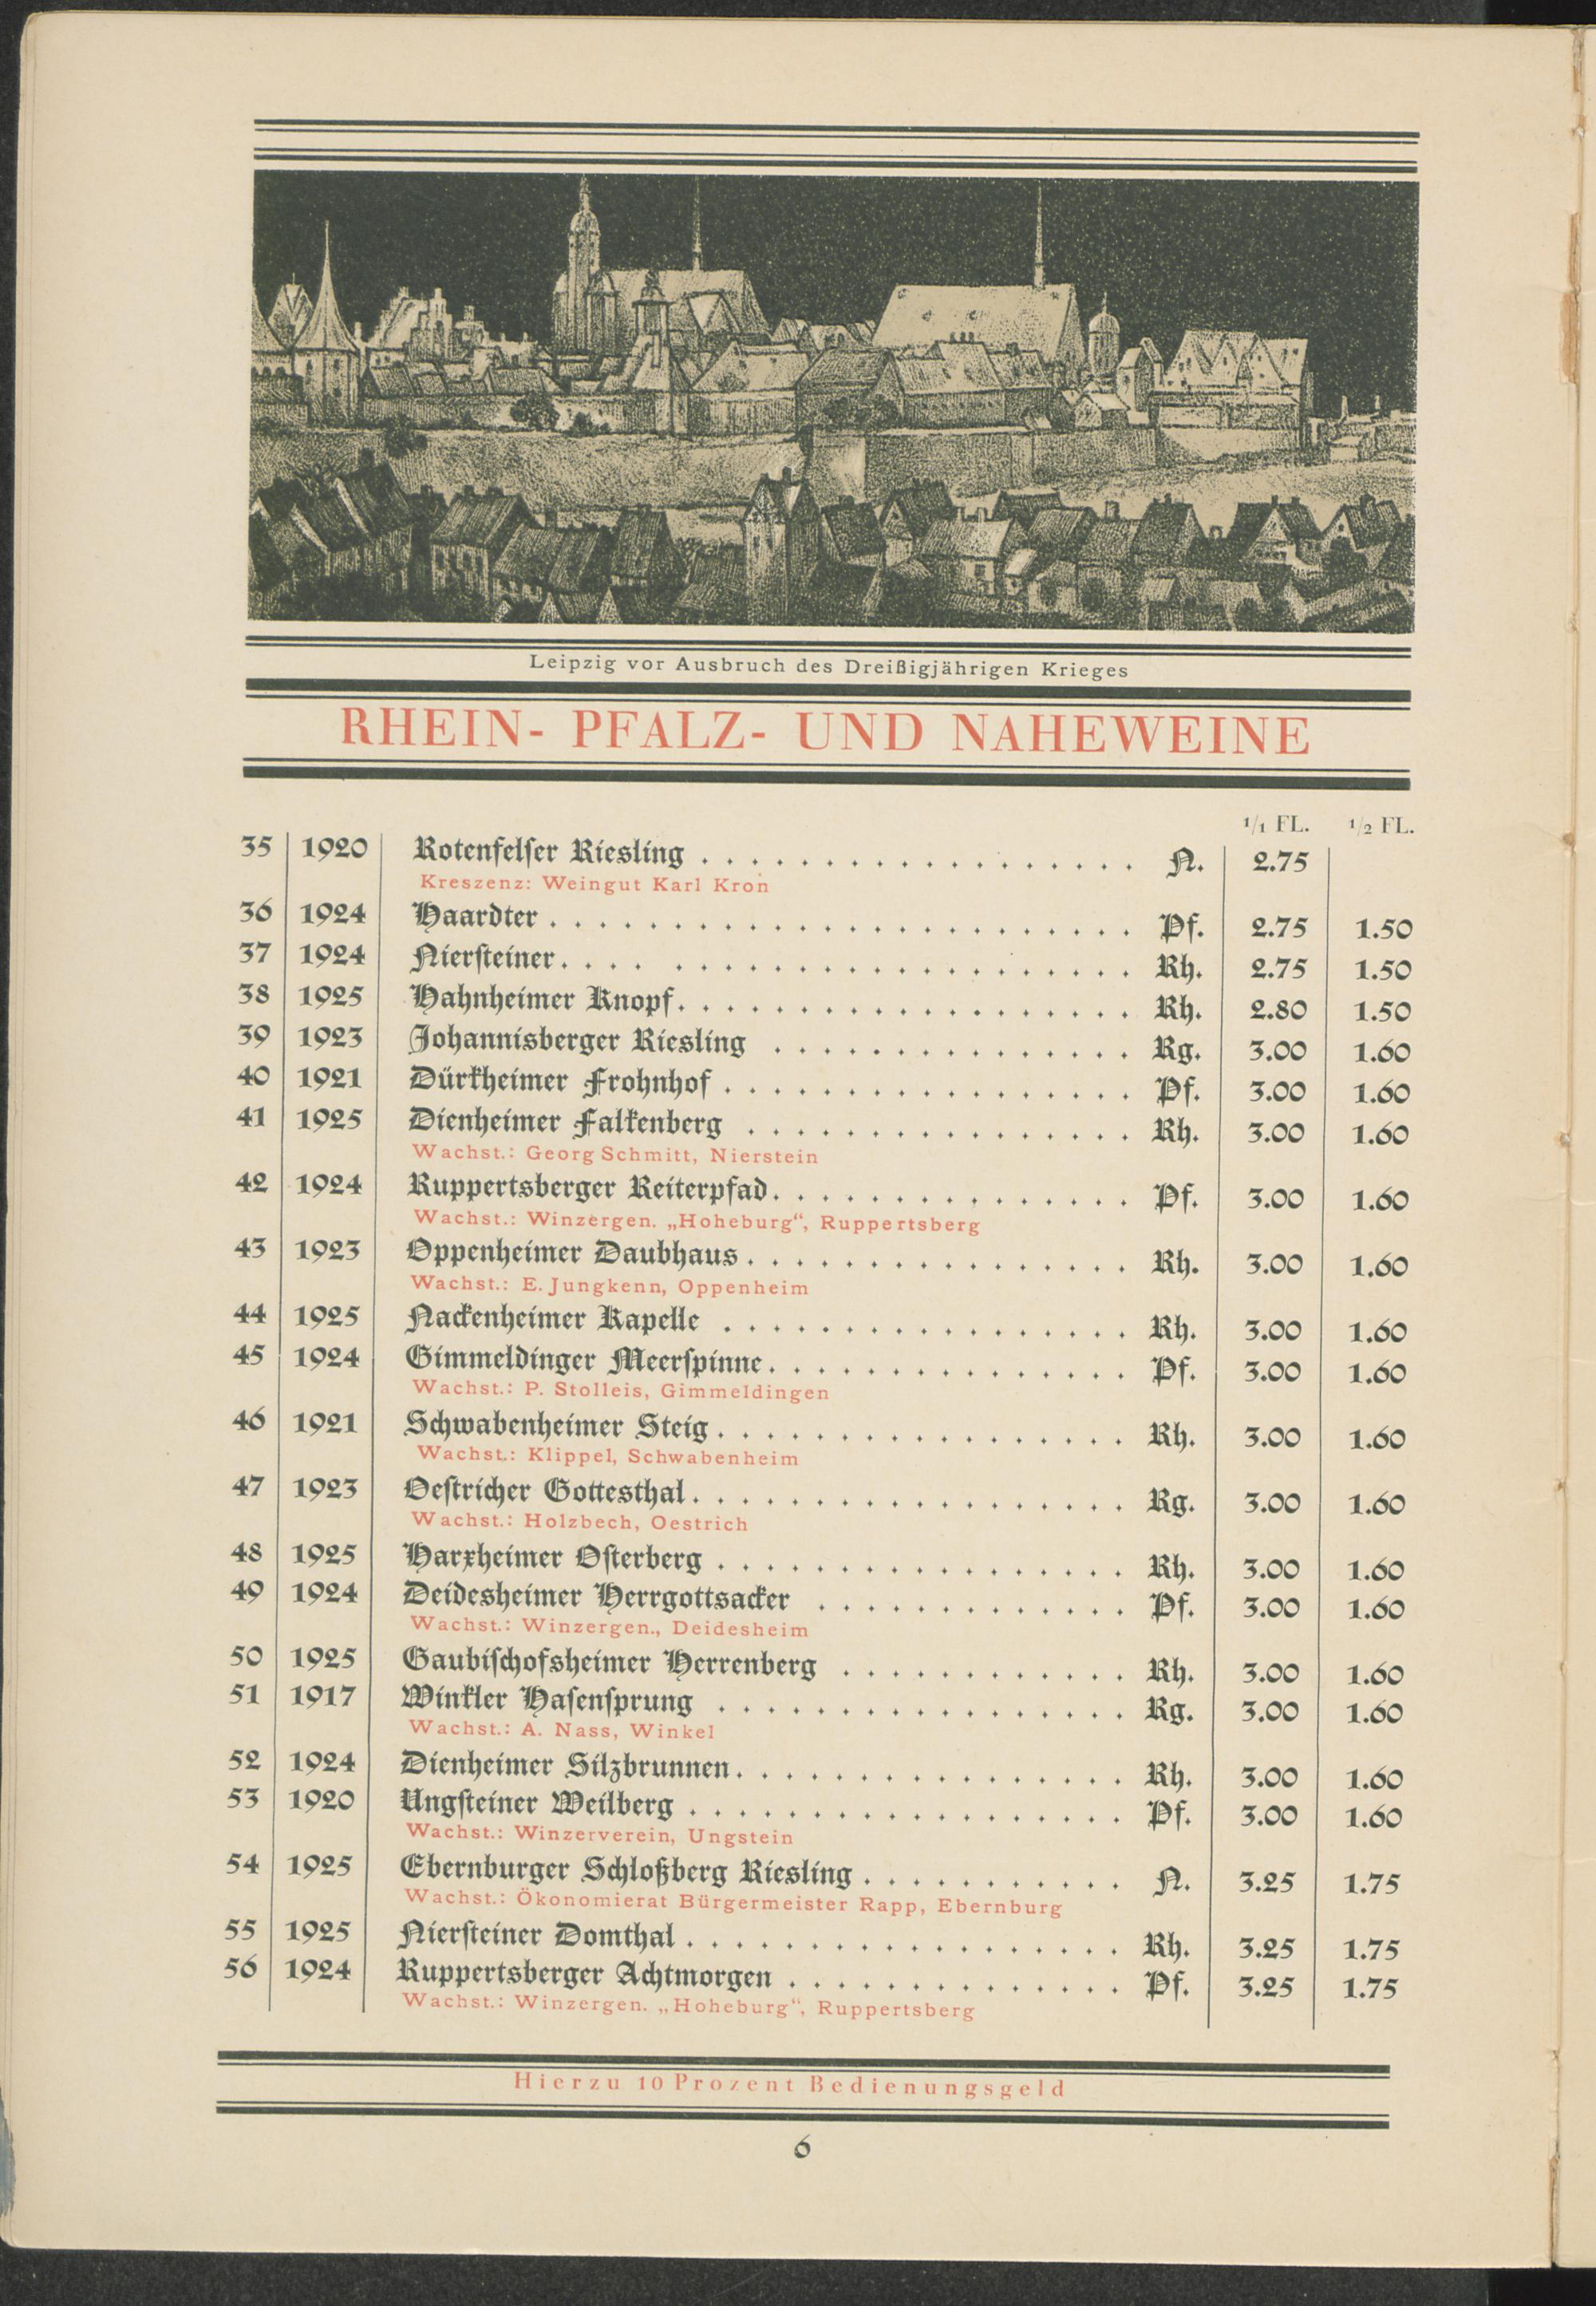 Leipzig vor Ausbruch des Dreißigjährigen Krieges
RHEIN- PFALZ- UND NAHEWEINE
1/1 FL. 1/2 FL.
35 1920 Rotenfelser Riesling . . . . . . . . . . . . . . . . . . N. 2.75
Kreszenz: Weingut Karl Kron
36 1924 Haardter . . . . . . . . . . . . . . . . . . . . . . . . Pf. 2.75 1.50
37 1924 Niersteiner . . . . . . . . . . . . . . . . . . . . . . . Rh. 2.75 1.50
38 1925 Hahnheimer Knopf . . . . . . . . . . . . . . . . . . . Rh. 2.80 1.50
39 1923 Johannisberger Riesling . . . . . . . . . . . . . . . Rg. 3.00 1.60
40 1921 Dürkheimer Frohnhof . . . . . . . . . . . . . . . . . Pf. 3.00 1.60
41 1925 Dienheimer Falkenberg . . . . . . . . . . . . . . . . Rh. 3.00 1.60
Wachst.: Georg Schmitt, Nierstein
42 1924 Ruppertsberger Reiterpfad . . . . . . . . . . . . . . . Pf. 3.00 1.60
Wachst.: Winzergen. „Hoheburg“, Ruppertsberg
43 1923 Oppenheimer Daubhaus . . . . . . . . . . . . . . . . Rh. 3.00 1.60
Wachst.: E. Jungkenn, Oppenheim
44 1925 Nackenheimer Kapelle . . . . . . . . . . . . . . . . . Rh. 3.00 1.60
45 1924 Gimmeldinger Meerspinne . . . . . . . . . . . . . . . Pf. 3.00 1.60
Wachst.: P. Stolleis, Gimmeldingen
46 1921 Schwabenheimer Steig . . . . . . . . . . . . . . . . . Rh. 3.00 1.60
Wachst.: Klippel, Schwabenheim
47 1923 Oestricher Gottesthal . . . . . . . . . . . . . . . . . . Rg. 3.00 1.60
Wachst.: Holzbech, Oestrich
48 1925 Harxheimer Osterberg . . . . . . . . . . . . . . . . . Rh. 3.00 1.60
49 1924 Deidesheimer Herrgottsacker . . . . . . . . . . . . . Pf. 3.00 1.60
Wachst.: Winzergen., Deidesheim
50 1925 Gaubischofsheimer Herrenberg . . . . . . . . . . . . Rh. 3.00 1.60
51 1917 Winkler Hasensprung . . . . . . . . . . . . . . . . . Rg. 3.00 1.60
Wachst.: A. Nass, Winkel
52 1924 Dienheimer Silzbrunnen . . . . . . . . . . . . . . . . Rh. 3.00 1.60
53 1920 Ungsteiner Weilberg . . . . . . . . . . . . . . . . . . Pf. 3.00 1.60
Wachst.: Winzerverein, Ungstein
54 1925 Ebernburger Schloßberg Riesling . . . . . . . . . . . N. 3.25 1.75
Wachst.: Ökonomierat Bürgermeister Rapp, Ebernburg
55 1925 Niersteiner Domthal . . . . . . . . . . . . . . . . . . Rh. 3.25 1.75
56 1924 Ruppertsberger Achtmorgen . . . . . . . . . . . . . . Pf. 3.25 1.75
Wachst.: Winzergen. „Hoheburg“, Ruppertsberg
Hierzu 10 Prozent Bedienungsgeld
6